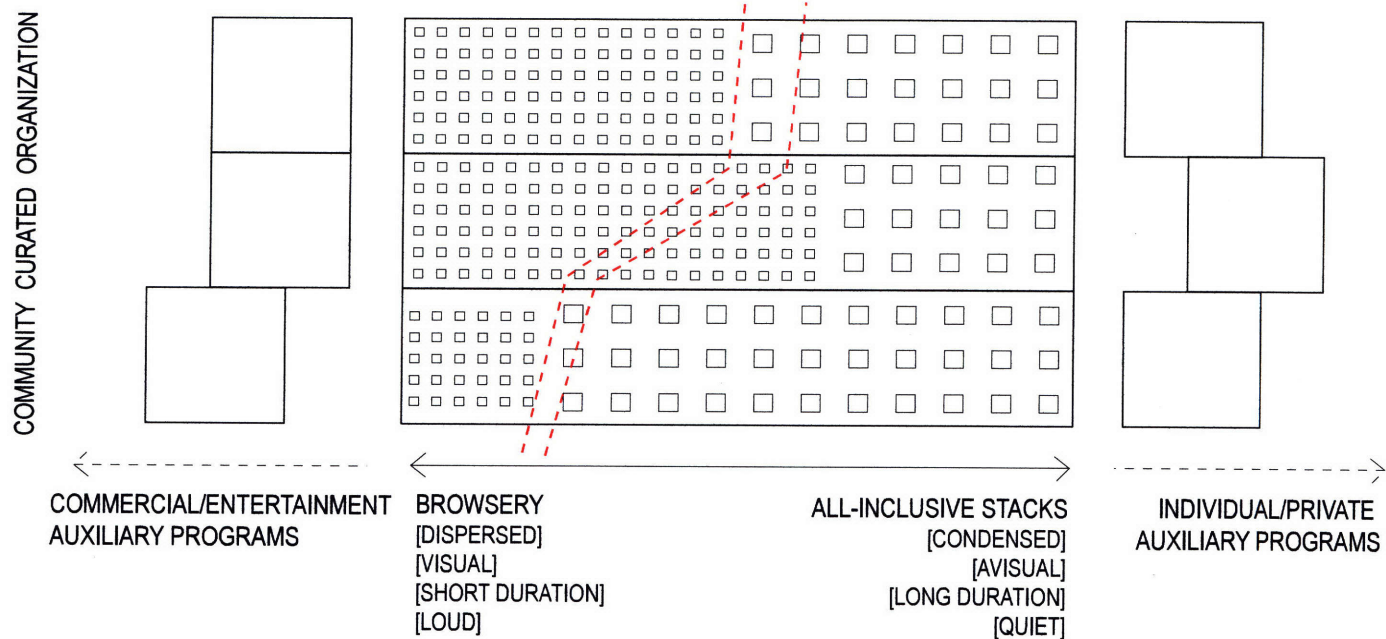 COMMUNITY CURATED ORGANIZATION
COMMERCIAL/ENTERTAINMENT
AUXILIARY PROGRAMS
BROWSERY
[DISPERSED]
[VISUAL]
[SHORT DURATION]
[LOUD]
ALL-INCLUSIVE STACKS
[CONDENSED]
[AVISUAL]
[LONG DURATION]
[QUIET]
INDIVIDUAL/PRIVATE
AUXILIARY PROGRAMS